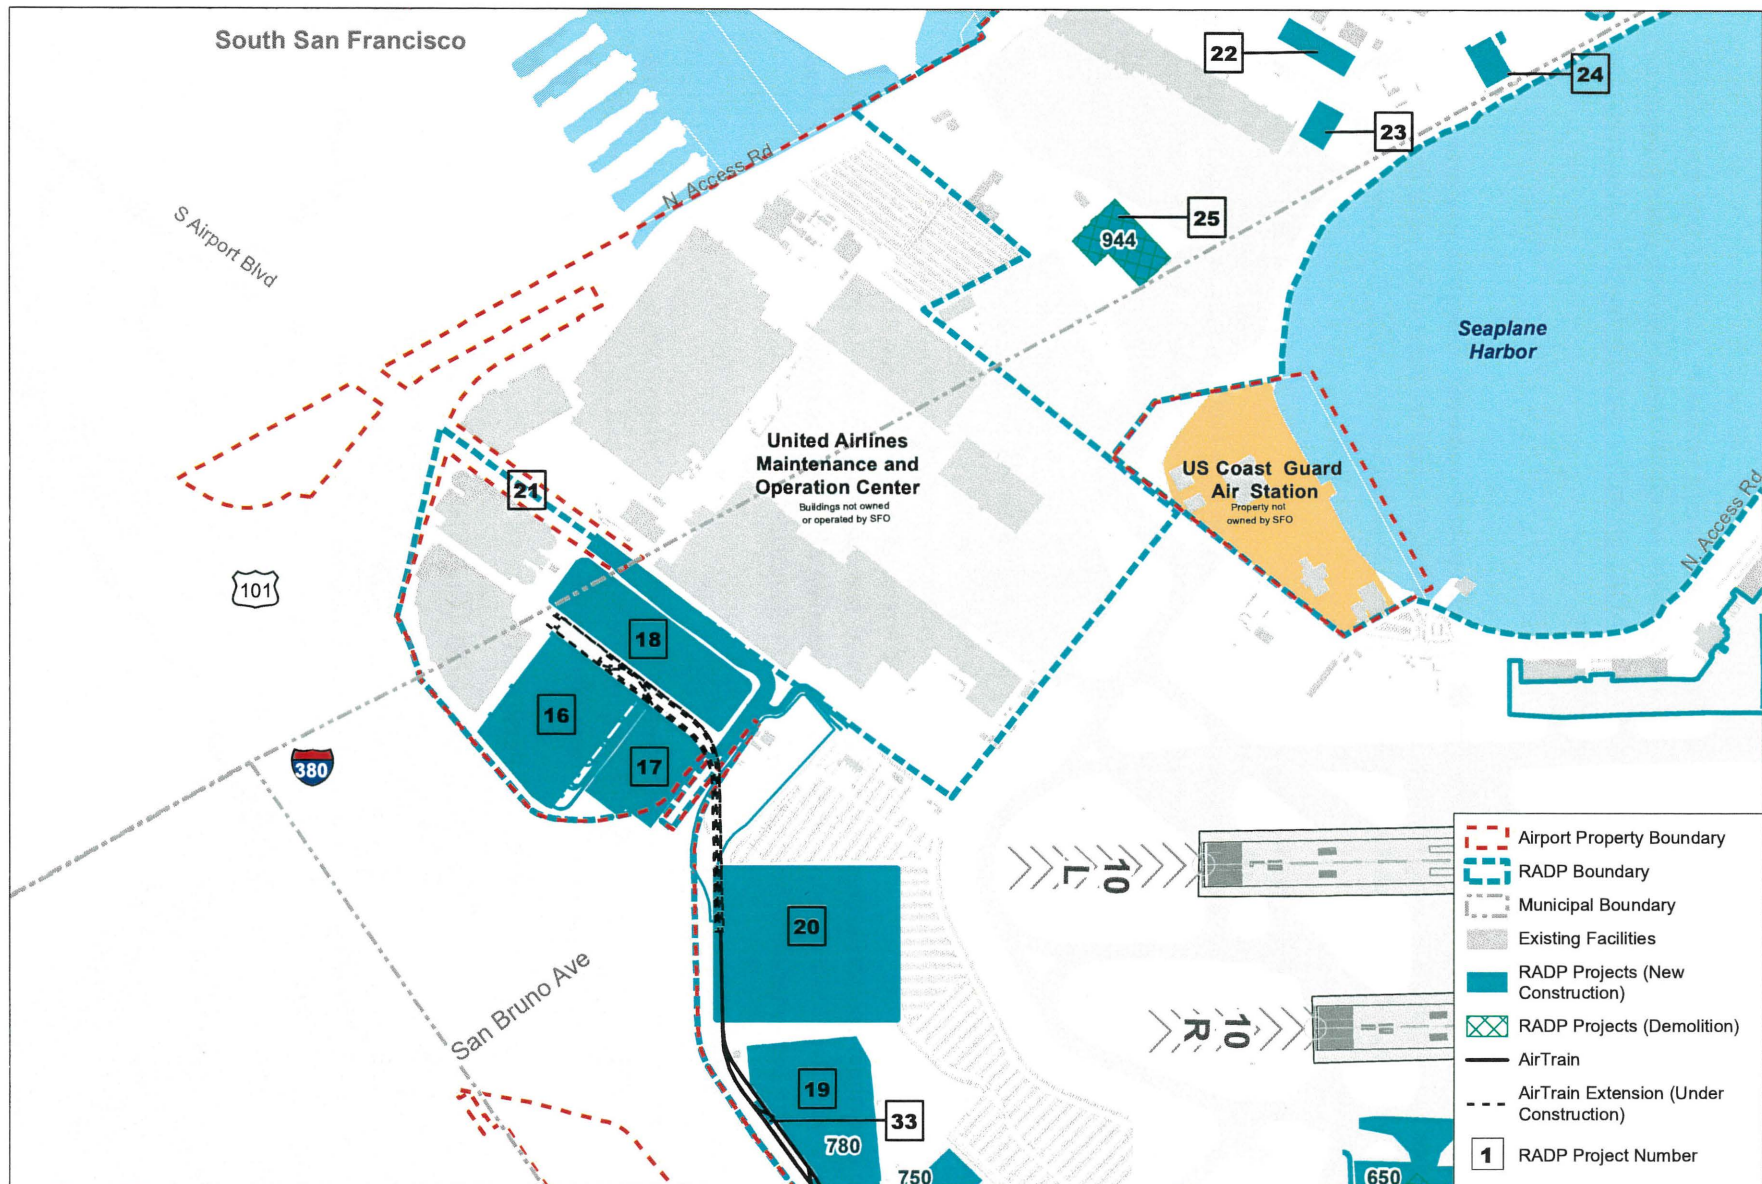 South San Francisco
22
24
23
N. Access Rd
S Airport Blvd
25
944
Seaplane
Harbor
United Airlines
Maintenance and
Operation Center
Buildings not owned
or operated by SFO
US Coast Guard
Air Station
Property not
owned by SFO
21
N. Access Rd
101
18
16
17
380
20
10
L
10
R
San Bruno Ave
19
33
780
750
650
Airport Property Boundary
RADP Boundary
Municipal Boundary
Existing Facilities
RADP Projects (New
Construction)
RADP Projects (Demolition)
AirTrain
AirTrain Extension (Under
Construction)
1
RADP Project Number